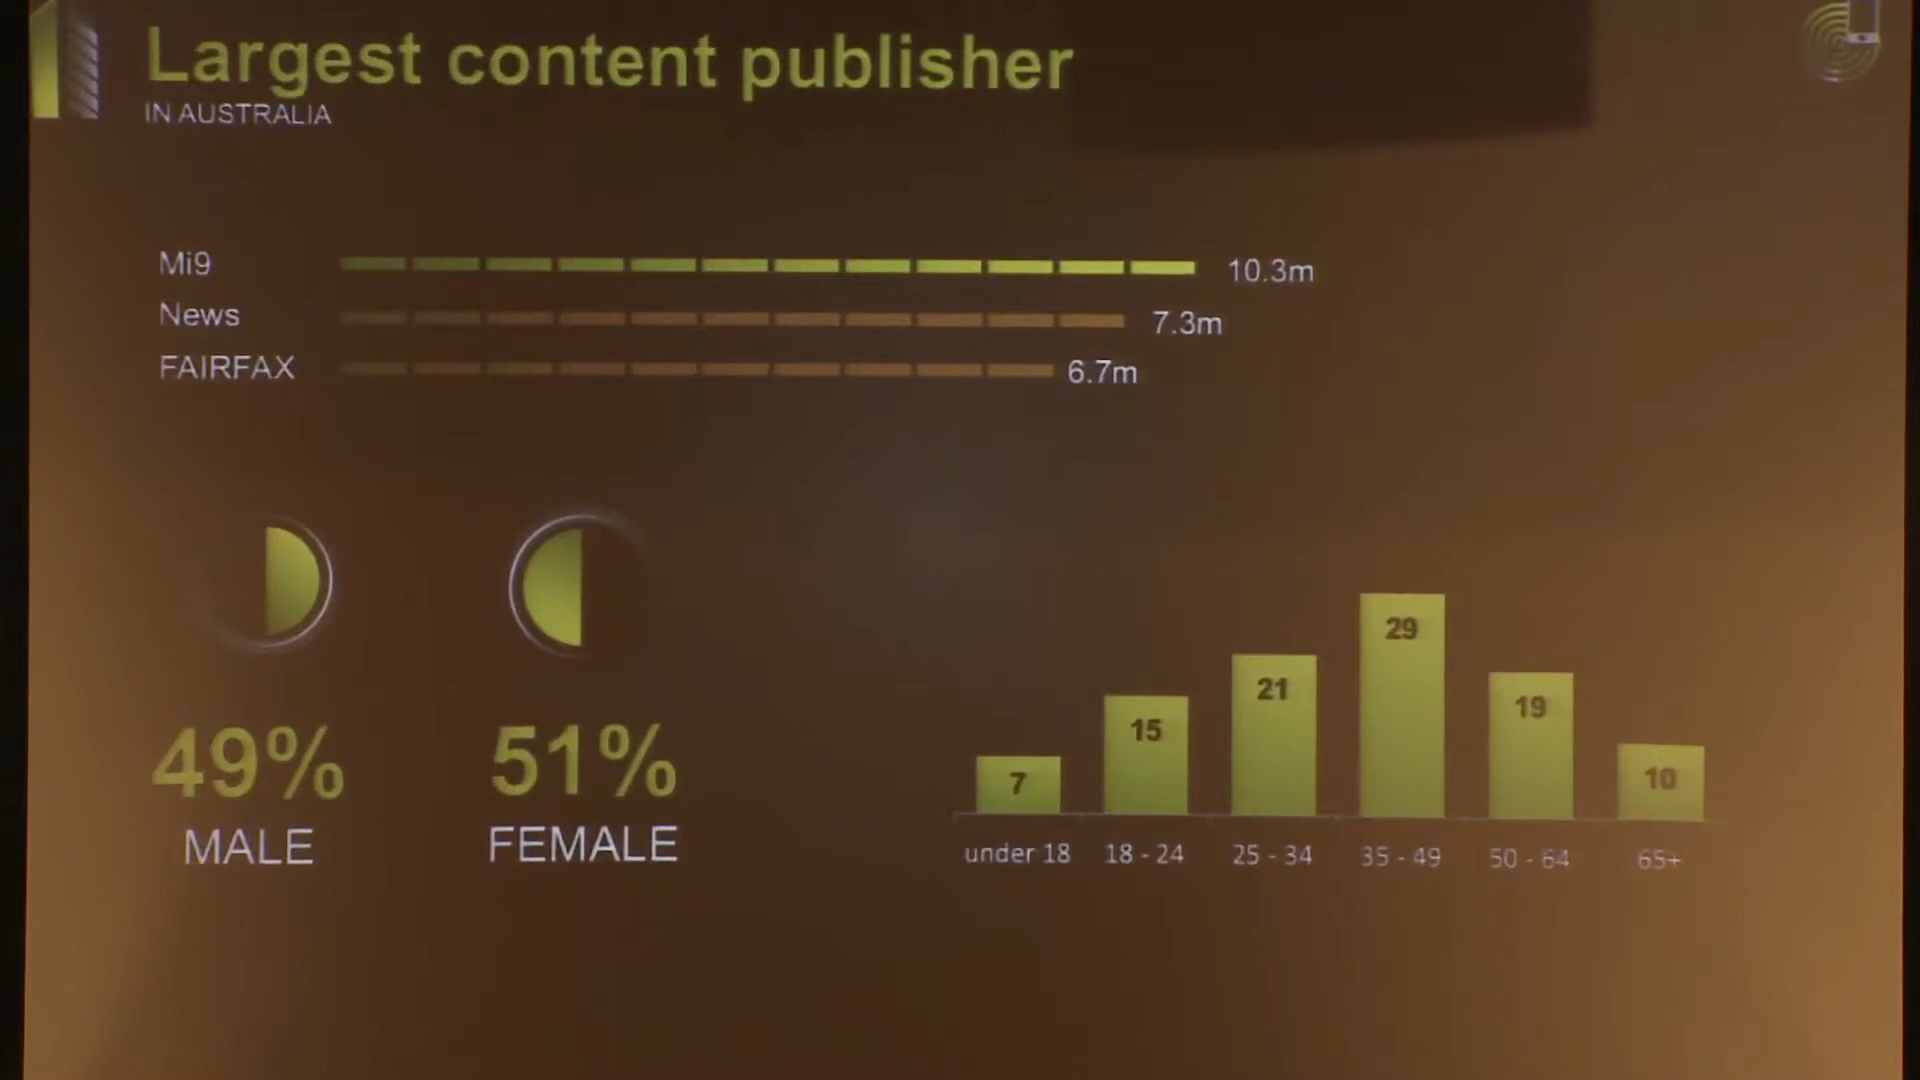 Largest content publisher
IN AUSTRALIA
Mi9 10.3m
News 7.3m
FAIRFAX 6.7m
49% 51%
MALE FEMALE
7 15 21 29 19 10
under 18 18 - 24 25 - 34 35 - 49 50 - 64 65+